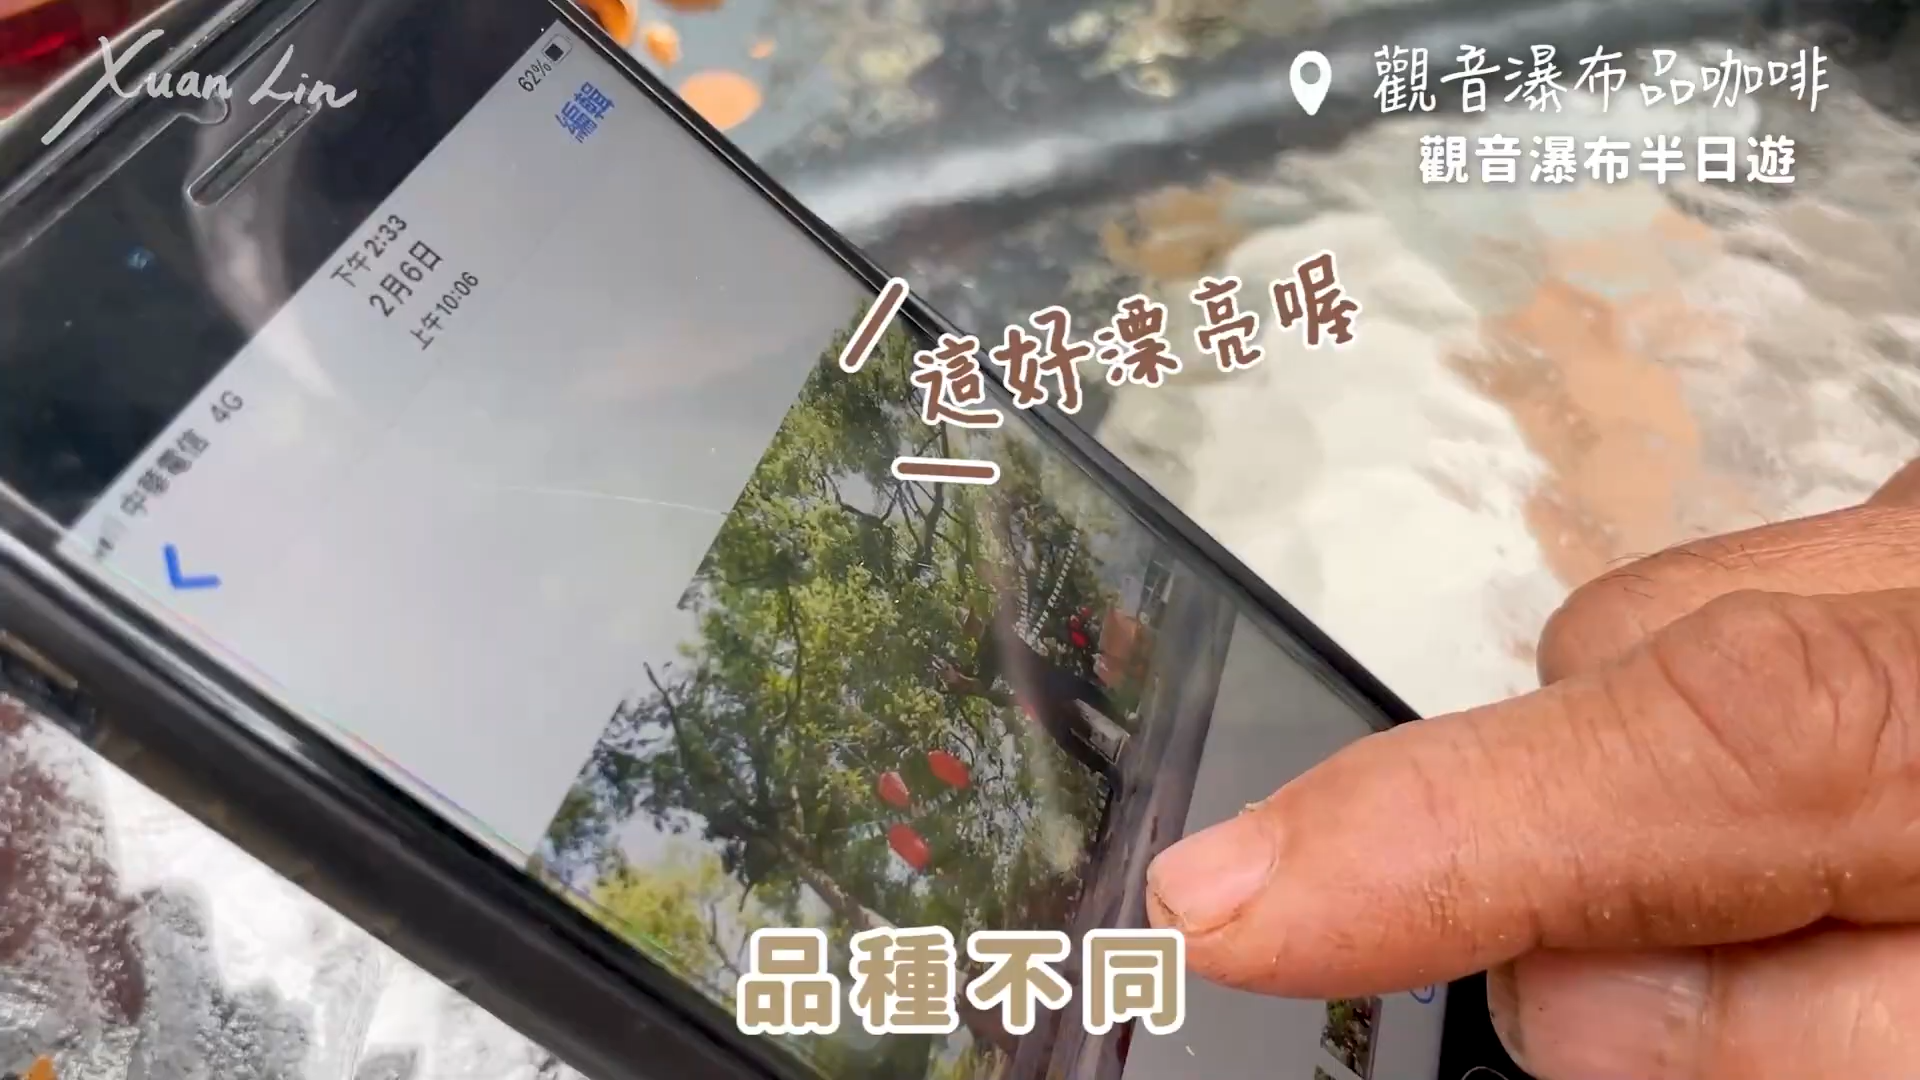 Xuan Lin
觀音瀑布品咖啡
觀音瀑布半日遊
62%
編輯
下午2:33
2月6日
上午10:06
中華電信 4G
這好漂亮喔
品種不同